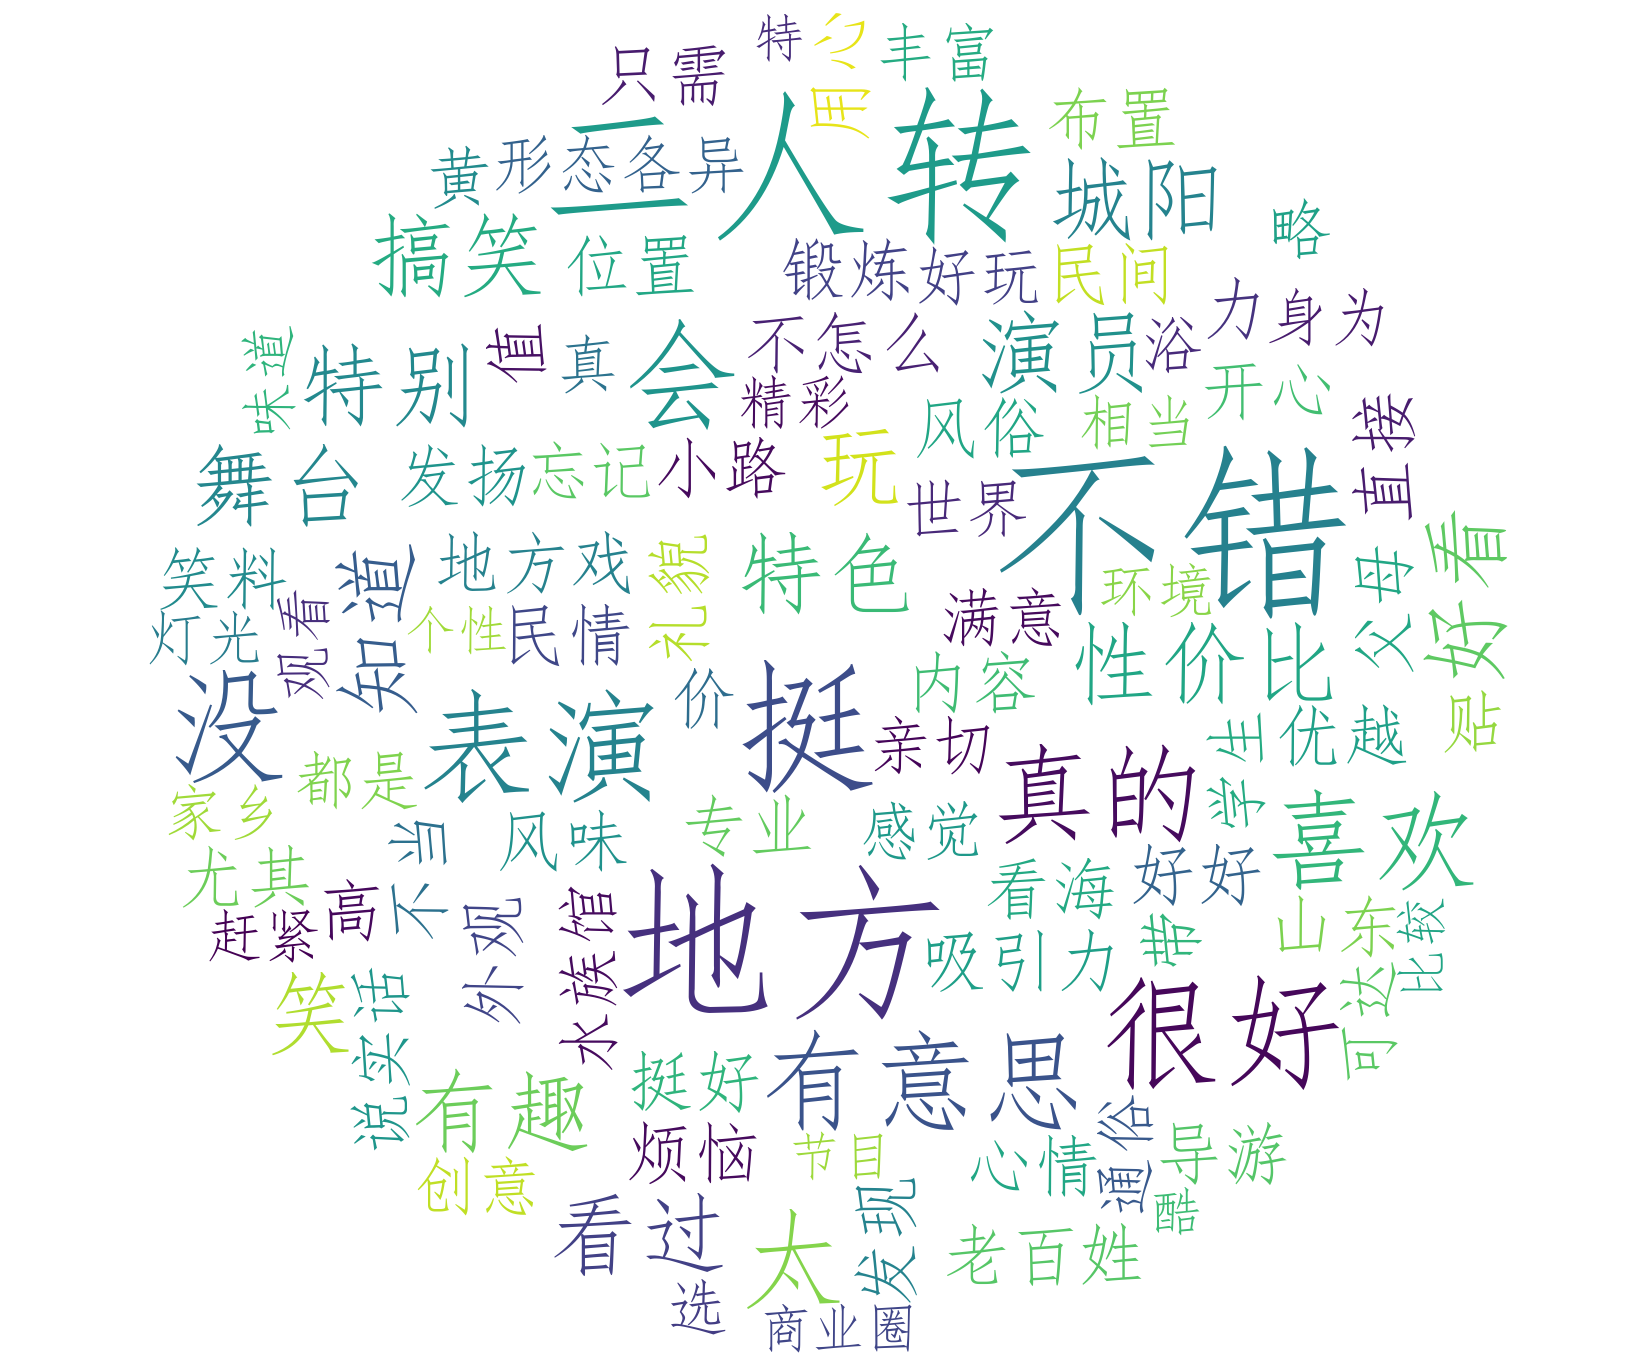 特
用心
丰富
只需
二人转
布置
黄
形态各异
城阳
搞笑
位置
锻炼
好玩
民间
略
味道
特别
值
真
会
不怎么
演员
浴
力身为
精彩
风俗
相当
开心
直接
舞台
发扬
忘记
小路
玩
世界
不错
好看
笑料
观看
知道
地方戏
礼貌
特色
满意
环境
父母
灯光
个性
民情
价
内容
性价比
没
表演
挺
亲切
真的
学生
优越
贴
都是
家乡
不当
风味
专业
感觉
看海
好好
喜欢
尤其
赶紧
高
外观
水族馆
地方
吸引力
带
山东
比较
可达
笑
说实话
有趣
挺好
有意思
很好
创意
烦恼
节目
心情
通俗
导游
看过
太
发现
老百姓
酷
选
商业圈